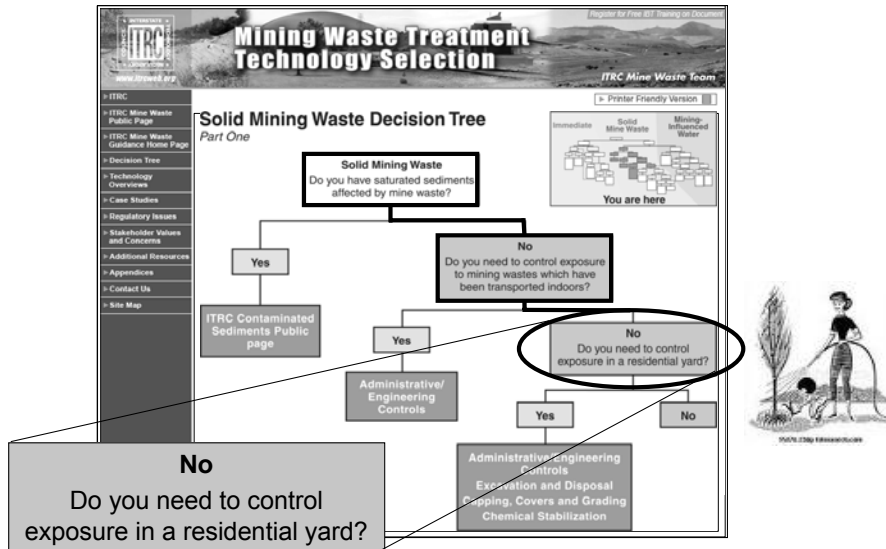 Register for Free IBT Training on Document
INTERSTATE
COUNCIL
ITRC
TECHNOLOGY
REGULATORY
www.itrcweb.org
Mining Waste Treatment
Technology Selection
ITRC Mine Waste Team
Printer Friendly Version
ITRC
ITRC Mine Waste
Public Page
ITRC Mine Waste
Guidance Home Page
Decision Tree
Technology
Overviews
Case Studies
Regulatory Issues
Stakeholder Values
and Concerns
Additional Resources
Appendices
Contact Us
Site Map
Solid Mining Waste Decision Tree
Part One
Immediate
Solid
Mine Waste
Mining-
Influenced
Water
You are here
Solid Mining Waste
Do you have saturated sediments
affected by mine waste?
Yes
ITRC Contaminated
Sediments Public
page
No
Do you need to control exposure
to mining wastes which have
been transported indoors?
Yes
Administrative/
Engineering
Controls
No
Do you need to control
exposure in a residential yard?
Yes
No
Administrative/Engineering
Controls
Excavation and Disposal
Capping, Covers and Grading
Chemical Stabilization
No
Do you need to control
exposure in a residential yard?